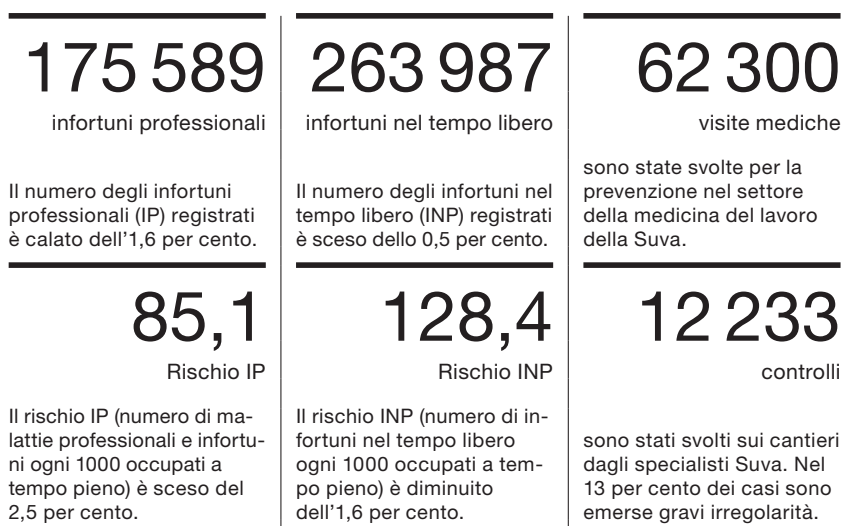 175 589
infortuni professionali
Il numero degli infortuni
professionali (IP) registrati
è calato dell'1,6 per cento.
263 987
infortuni nel tempo libero
Il numero degli infortuni nel
tempo libero (INP) registrati
è sceso dello 0,5 per cento.
62 300
visite mediche
sono state svolte per la
prevenzione nel settore
della medicina del lavoro
della Suva.
85,1
Rischio IP
Il rischio IP (numero di ma-
lattie professionali e infortu-
ni ogni 1000 occupati a
tempo pieno) è sceso del
2,5 per cento.
128,4
Rischio INP
Il rischio INP (numero di in-
fortuni nel tempo libero
ogni 1000 occupati a tem-
po pieno) è diminuito
dell'1,6 per cento.
12 233
controlli
sono stati svolti sui cantieri
dagli specialisti Suva. Nel
13 per cento dei casi sono
emerse gravi irregolarità.